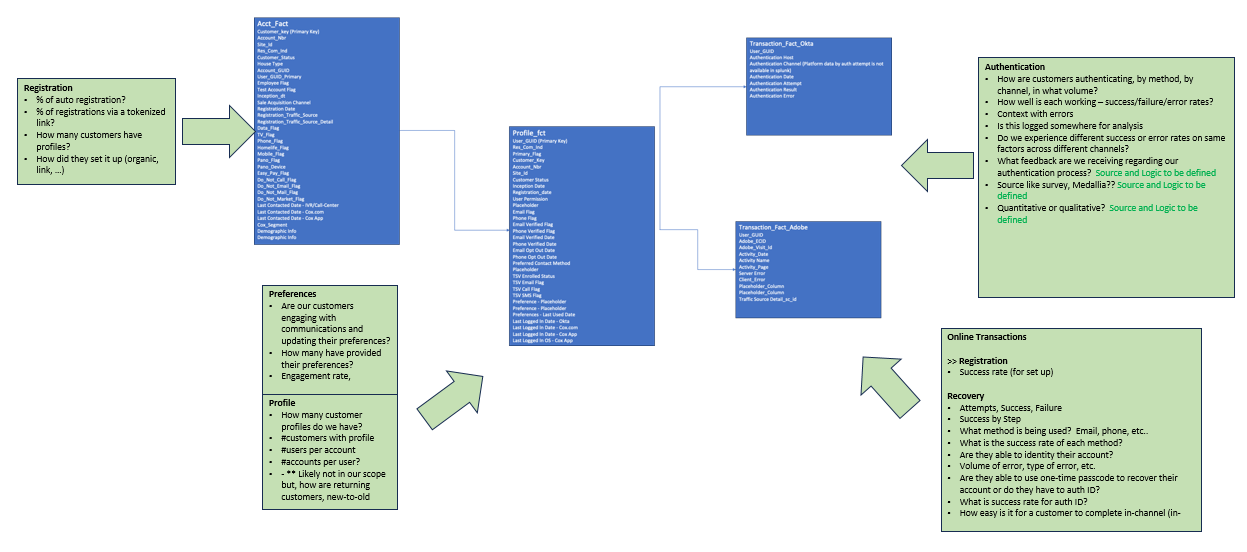 Acct_Fact
Customer_key (Primary Key)
Account_Nbr
Site_Id
Res_Com_Ind
Customer_Status
House Type
Account_GUID
User_GUID_Primary
Employee Flag
Test Account Flag
Inception_dt
Sale Acquisition Channel
Registration Date
Registration_Traffic_Source
Registration_Traffic_Source_Detail
Data_Flag
TV_Flag
Phone_Flag
Homelife_Flag
Mobile_Flag
Pano_Flag
Pano_Device
Easy_Pay_Flag
Do_Not_Call_Flag
Do_Not_Email_Flag
Do_Not_Mail_Flag
Do_Not_Market_Flag
Last Contacted Date - IVR/Call-Center
Last Contacted Date - Cox.com
Last Contacted Date - Cox App
Cox_Segment
Demographic Info
Demographic Info
Registration
• % of auto registration?
• % of registrations via a tokenized
link?
• How many customers have
profiles?
• How did they set it up (organic,
link, …)
Profile_fct
User_GUID (Primary Key)
Res_Com_Ind
Primary_Flag
Customer_Key
Account_Nbr
Site_Id
Customer Status
Inception Date
Registration_date
User Permission
Placeholder
Email Flag
Phone Flag
Email Verified Flag
Phone Verified Flag
Email Verified Date
Phone Verified Date
Email Opt Out Date
Phone Opt Out Date
Preferred Contact Method
Placeholder
TSV Enrolled Status
TSV Email Flag
TSV Call Flag
TSV SMS Flag
Preference - Placeholder
Preference - Placeholder
Preferences - Last Used Date
Last Logged In Date - Okta
Last Logged In Date - Cox.com
Last Logged In Date - Cox App
Last Logged In OS - Cox App
Transaction_Fact_Okta
User_GUID
Authentication Host
Authentication Channel (Platform data by auth attempt is not
available in splunk)
Authentication Date
Authentication Attempt
Authentication Result
Authentication Error
Transaction_Fact_Adobe
User_GUID
Adobe_ECID
Adobe_Visit_Id
Activity_Date
Activity Name
Activity_Page
Server Error
Client_Error
Placeholder_Column
Placeholder_Column
Traffic Source Detail_sc_id
Authentication
• How are customers authenticating, by method, by
channel, in what volume?
• How well is each working – success/failure/error rates?
• Context with errors
• Is this logged somewhere for analysis
• Do we experience different success or error rates on same
factors across different channels?
• What feedback are we receiving regarding our
authentication process? Source and Logic to be defined
• Source like survey, Medallia?? Source and Logic to be
defined
• Quantitative or qualitative? Source and Logic to be
defined
Preferences
• Are our customers
engaging with
communications and
updating their preferences?
• How many have provided
their preferences?
• Engagement rate,
Profile
• How many customer
profiles do we have?
• #customers with profile
• #users per account
• #accounts per user?
• - ** Likely not in our scope
but, how are returning
customers, new-to-old
Online Transactions
>> Registration
• Success rate (for set up)
Recovery
• Attempts, Success, Failure
• Success by Step
• What method is being used? Email, phone, etc..
• What is the success rate of each method?
• Are they able to identity their account?
• Volume of error, type of error, etc.
• Are they able to use one-time passcode to recover their
account or do they have to auth ID?
• What is success rate for auth ID?
• How easy is it for a customer to complete in-channel (in-